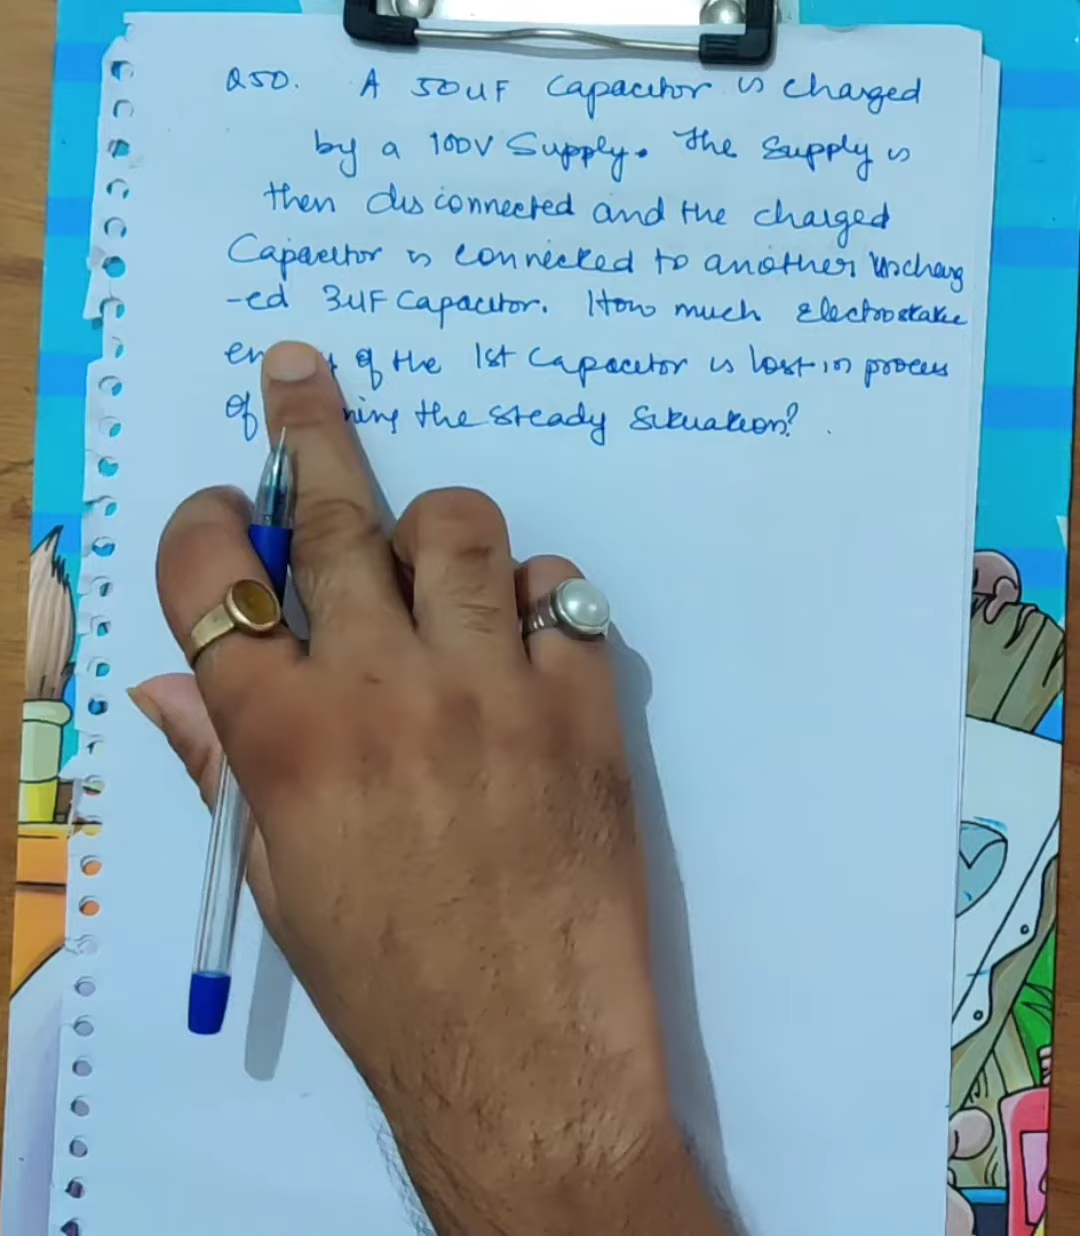 Q50. A 50UF Capacitor is charged
by a 100V Supply. The Supply is
then disconnected and the charged
Capacitor is connected to another Uncharg
-ed 3UF Capacitor. How much Electrostatic
of the 1st Capacitor is lost in process
of the steady Situation?